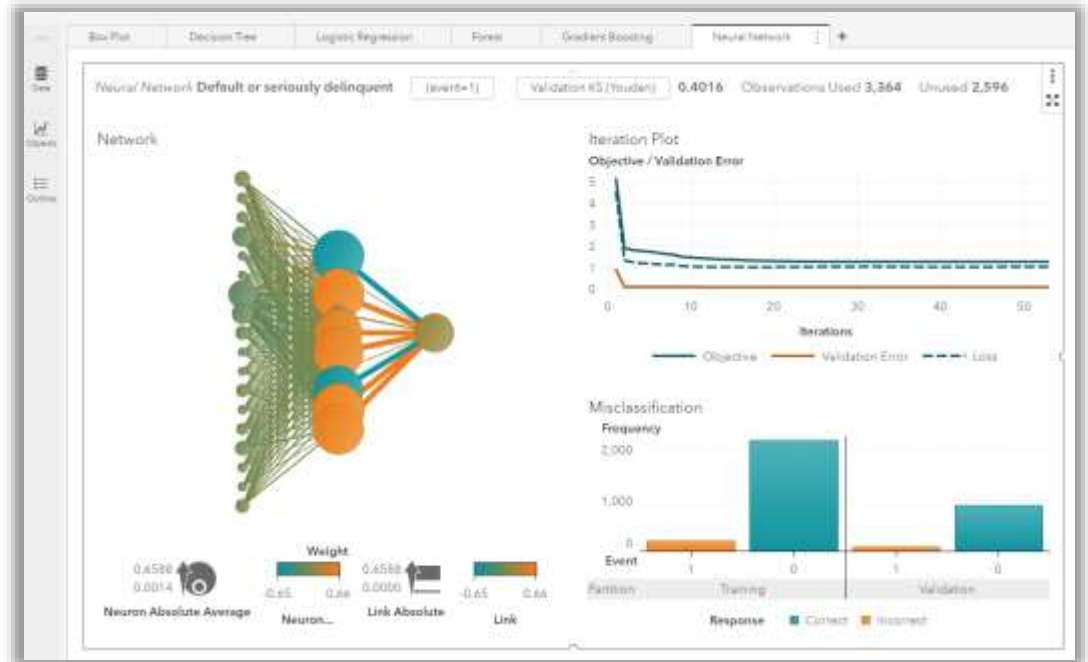 Box Plot
Decision Tree
Logistic Regression
Forest
Gradient Boosting
Neural Network
Data
Objects
Outline
Neural Network Default or seriously delinquent (event=1) Validation KS (Youden) 0.4016 Observations Used 3,364 Unused 2,596
Network
Iteration Plot
Objective / Validation Error
5
4
3
2
1
0
0 10 20 30 40 50
Iterations
Objective Validation Error Loss
Misclassification
Frequency
2,000
1,000
0
Event
1 0 1 0
Partition Training Validation
Response Correct Incorrect
Weight
0.6588
0.0014
Neuron Absolute Average
-0.65 0.66
Neuron...
0.6588
0.0000
Link Absolute
-0.65 0.66
Link